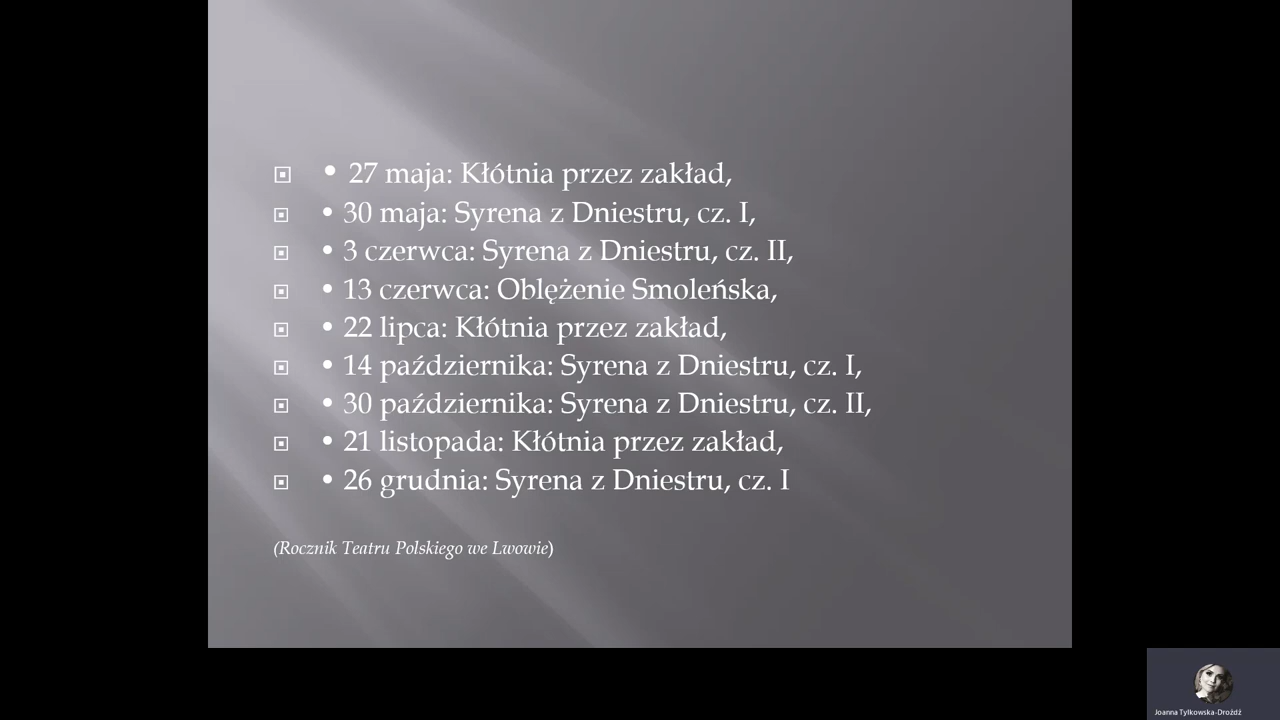 • 27 maja: Kłótnia przez zakład,
• 30 maja: Syrena z Dniestru, cz. I,
• 3 czerwca: Syrena z Dniestru, cz. II,
• 13 czerwca: Oblężenie Smoleńska,
• 22 lipca: Kłótnia przez zakład,
• 14 października: Syrena z Dniestru, cz. I,
• 30 października: Syrena z Dniestru, cz. II,
• 21 listopada: Kłótnia przez zakład,
• 26 grudnia: Syrena z Dniestru, cz. I
(Rocznik Teatru Polskiego we Lwowie)
Joanna Tylkowska-Drożdż